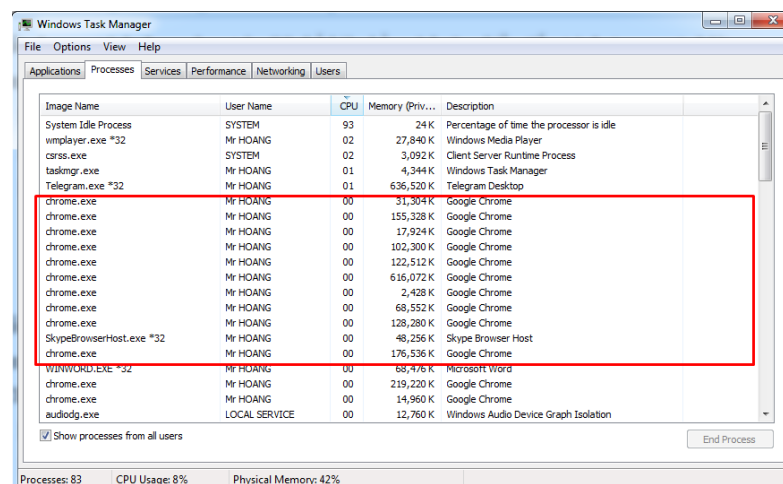 Windows Task Manager
File Options View Help
Applications Processes Services Performance Networking Users
Image Name User Name CPU Memory (Priv... Description
System Idle Process SYSTEM 93 24 K Percentage of time the processor is idle
wmplayer.exe *32 Mr HOANG 02 27,840 K Windows Media Player
csrss.exe SYSTEM 02 3,092 K Client Server Runtime Process
taskmgr.exe Mr HOANG 01 4,344 K Windows Task Manager
Telegram.exe *32 Mr HOANG 01 636,520 K Telegram Desktop
chrome.exe Mr HOANG 00 31,304 K Google Chrome
chrome.exe Mr HOANG 00 155,328 K Google Chrome
chrome.exe Mr HOANG 00 17,924 K Google Chrome
chrome.exe Mr HOANG 00 102,300 K Google Chrome
chrome.exe Mr HOANG 00 122,512 K Google Chrome
chrome.exe Mr HOANG 00 616,072 K Google Chrome
chrome.exe Mr HOANG 00 2,428 K Google Chrome
chrome.exe Mr HOANG 00 68,552 K Google Chrome
chrome.exe Mr HOANG 00 128,280 K Google Chrome
SkypeBrowserHost.exe *32 Mr HOANG 00 48,256 K Skype Browser Host
chrome.exe Mr HOANG 00 176,536 K Google Chrome
WINWORD.EXE *32 Mr HOANG 00 68,476 K Microsoft Word
chrome.exe Mr HOANG 00 219,220 K Google Chrome
chrome.exe Mr HOANG 00 14,960 K Google Chrome
audiodg.exe LOCAL SERVICE 00 12,760 K Windows Audio Device Graph Isolation
Show processes from all users End Process
Processes: 83 CPU Usage: 8% Physical Memory: 42%